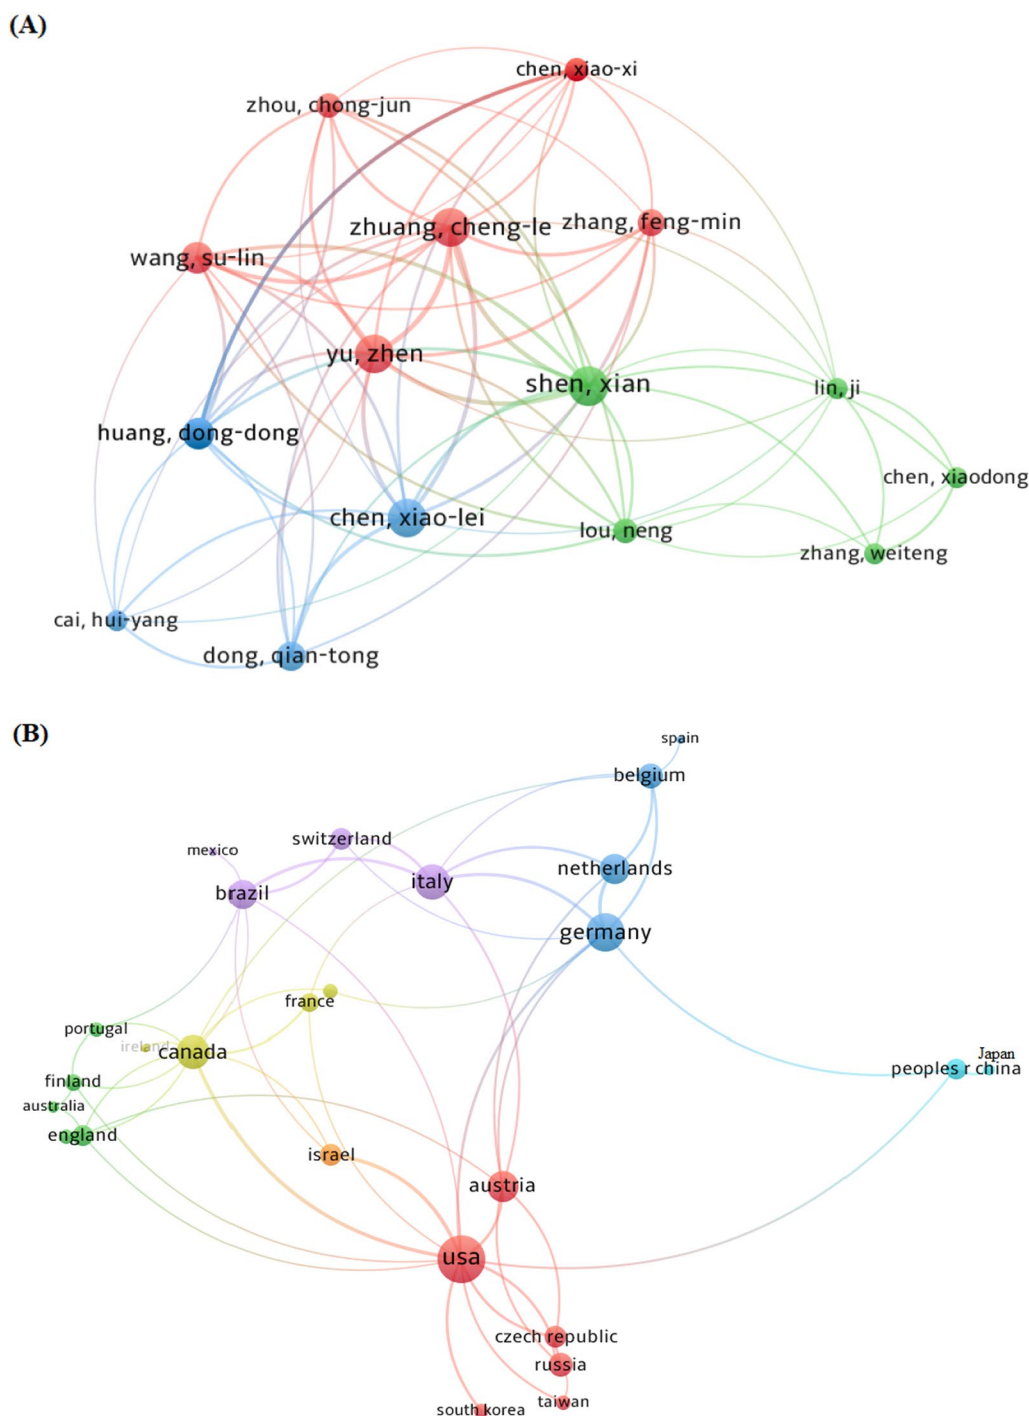 (A)
chen, xiao-xi
zhou, chong-jun
zhuang, cheng-le
zhang, feng-min
wang, su-lin
yu, zhen
shen, xian
lin, ji
huang, dong-dong
chen, xiaodong
chen, xiao-lei
lou, neng
zhang, weiteng
cai, hui-yang
dong, qian-tong
(B)
spain
belgium
switzerland
mexico
netherlands
italy
brazil
germany
france
portugal
ireland
canada
Japan
peoples r china
finland
australia
england
israel
austria
usa
czech republic
russia
taiwan
south korea